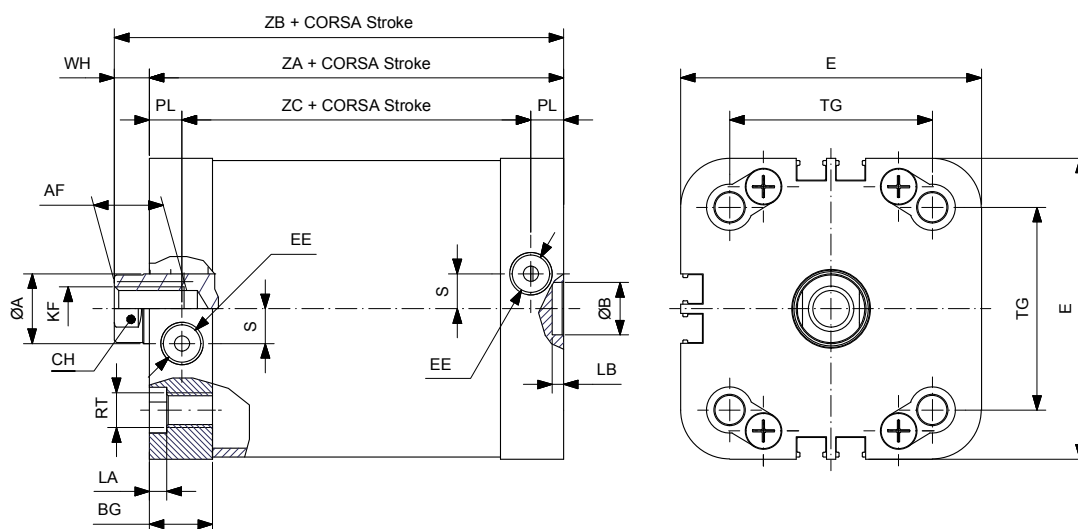 ZB + CORSA Stroke
WH
ZA + CORSA Stroke
E
PL
ZC + CORSA Stroke
PL
TG
AF
EE
ØA
KF
S
S
ØB
TG
E
CH
EE
LB
RT
LA
BG